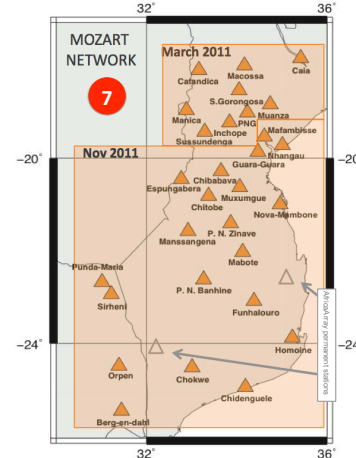 32°
36°
MOZART
NETWORK
7
March 2011
Catandica
Macossa
Caia
S.Gorongosa
Manica
PNG
Muanza
Inchope
Sussundenga
Mafambisse
Nhangau
Guara-Guara
−20°
−20
Nov 2011
Espungabera
Chibabava
Muxumgue
Chitobe
Nova-Mambone
P. N. Zinave
Manssangena
Mabote
Punda-Maria
Sirheni
P. N. Banhine
Funhalouro
AfricaArray permanent stations
−24°
−24
Homoine
Orpen
Chokwe
Chidenguele
Berg-en-dahl
32°
36